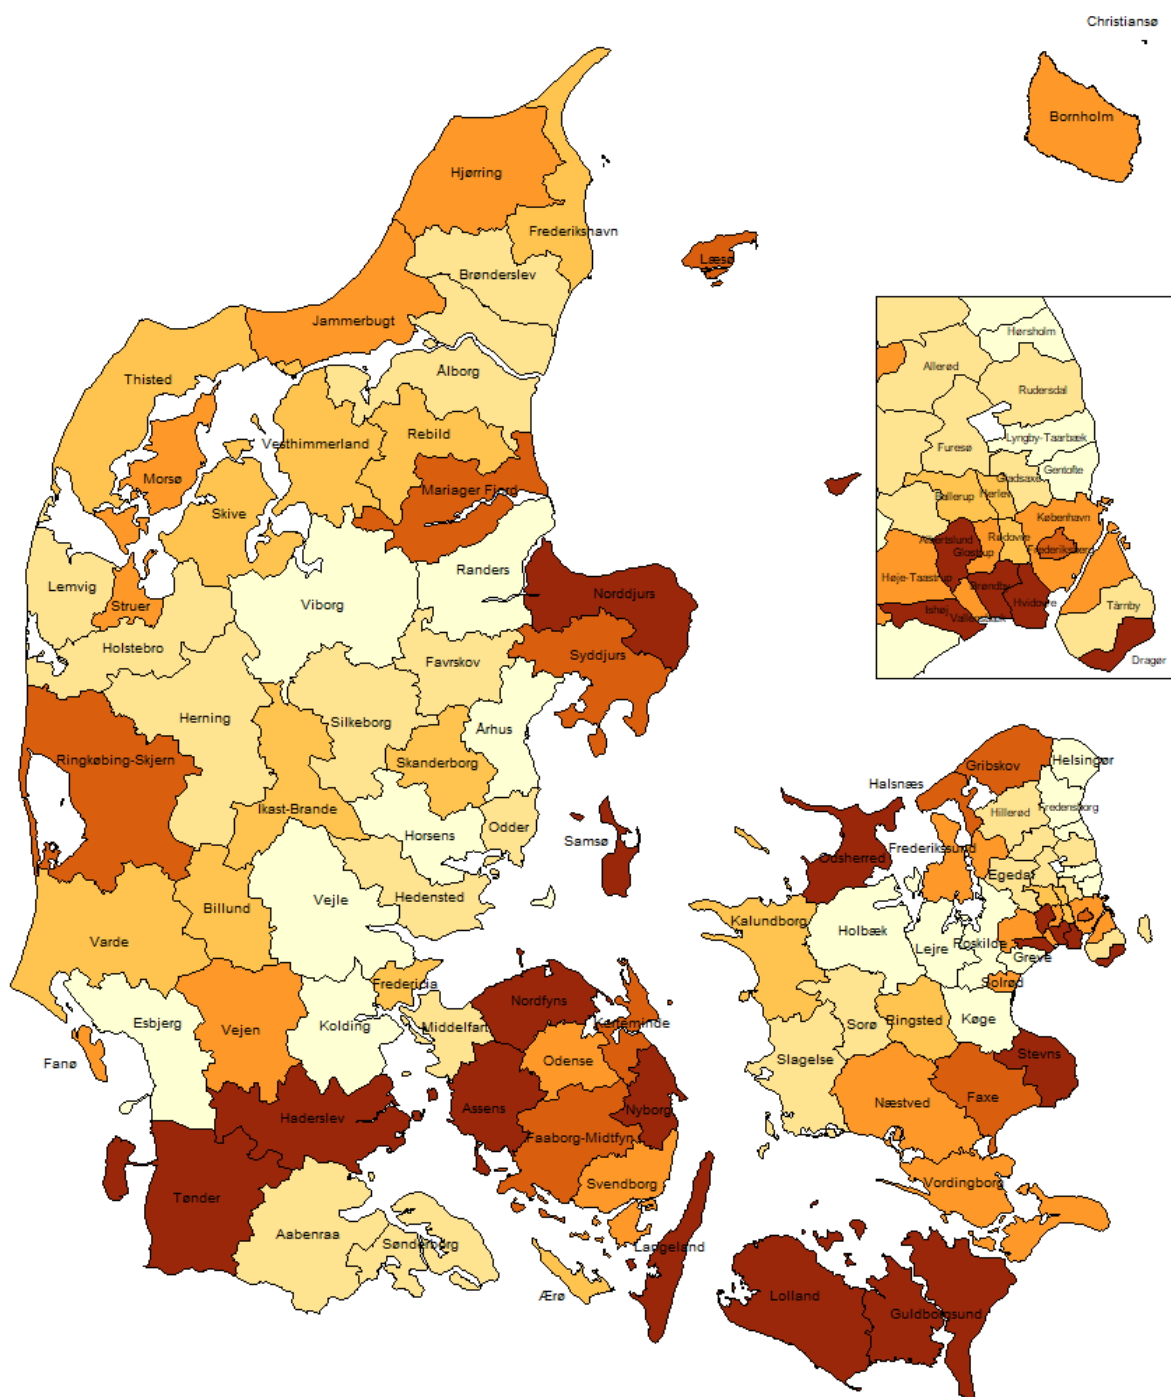 Christiansø
Bornholm
Hjørring
Frederikshavn
Læsø
Brønderslev
Jammerbugt
Hørsholm
Allerød
Ålborg
Thisted
Rudersdal
Lyngby-Taarbæk
Vesthimmerland
Rebild
Furesø
Gentofte
Gladsaxe
Morsø
Mariager Fjord
Ballerup
Herlev
Skive
København
Rødovre
Albertslund
Frederiksberg
Glostrup
Randers
Høje-Taastrup
Lemvig
Viborg
Norddjurs
Brøndby
Struer
Hvidovre
Tårnby
Ishøj
Vallensbæk
Holstebro
Syddjurs
Favrskov
Dragør
Herning
Silkeborg
Århus
Ringkøbing-Skjern
Skanderborg
Helsingør
Gribskov
Halsnæs
Ikast-Brande
Fredensborg
Hillerød
Horsens
Odder
Samsø
Frederikssund
Odsherred
Egedal
Billund
Vejle
Hedensted
Kalundborg
Holbæk
Varde
Lejre
Roskilde
Greve
Fredericia
Solrød
Nordfyns
Esbjerg
Vejen
Kolding
Middelfart
Kerteminde
Sorø
Ringsted
Køge
Slagelse
Stevns
Fanø
Odense
Haderslev
Assens
Nyborg
Næstved
Faxe
Faaborg-Midtfyn
Svendborg
Vordingborg
Tønder
Aabenraa
Sønderborg
Langeland
Ærø
Lolland
Guldborgsund